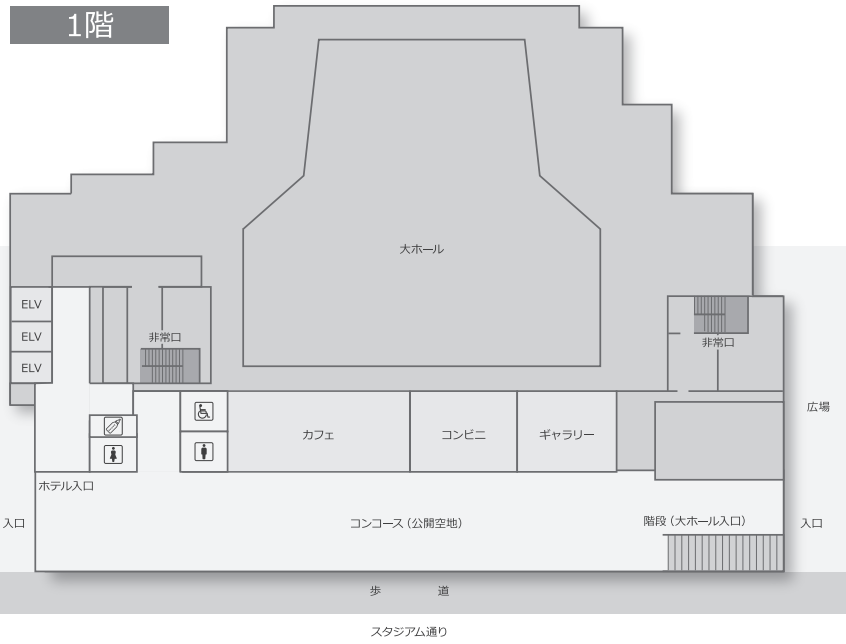 1階
大ホール
ELV
ELV
ELV
非常口
非常口
広場
カフェ
コンビニ
ギャラリー
ホテル入口
入口
コンコース（公開空地）
階段（大ホール入口）
入口
歩　道
スタジアム通り